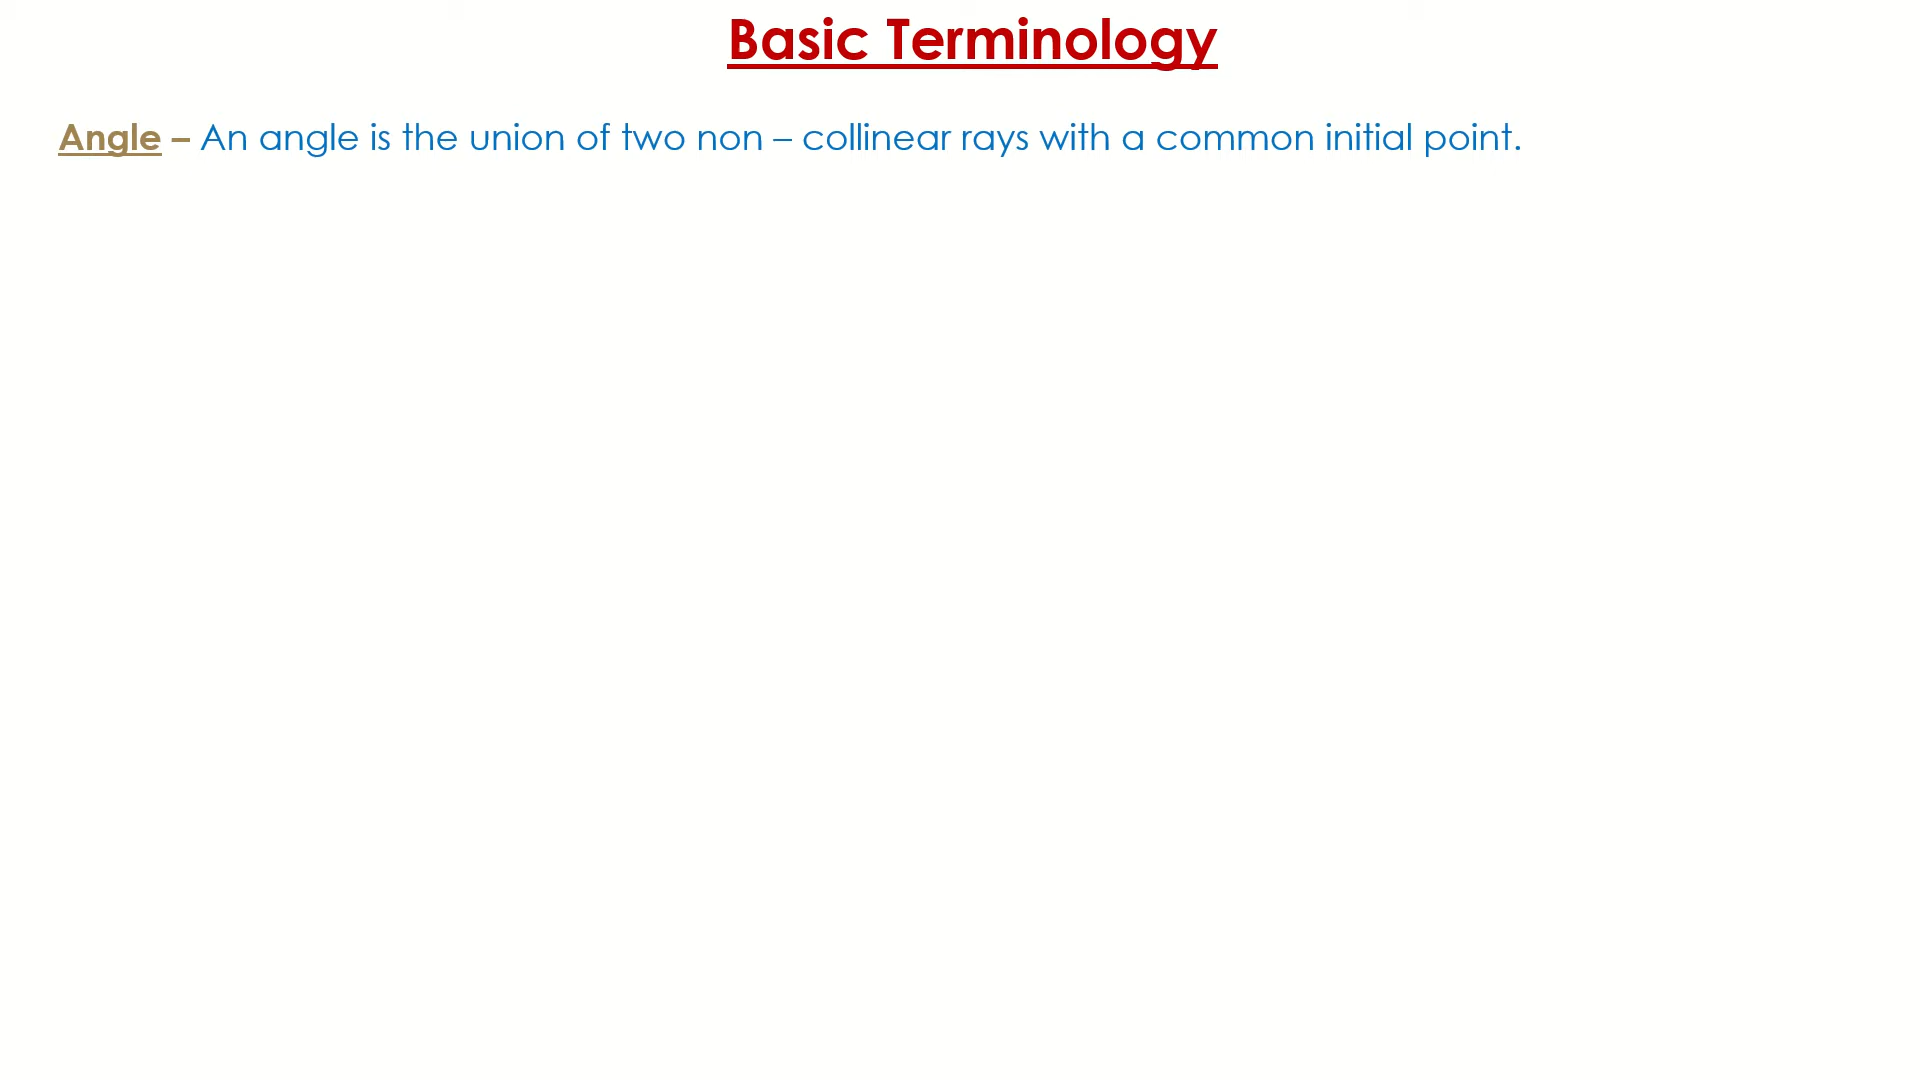 Basic Terminology
Angle – An angle is the union of two non – collinear rays with a common initial point.